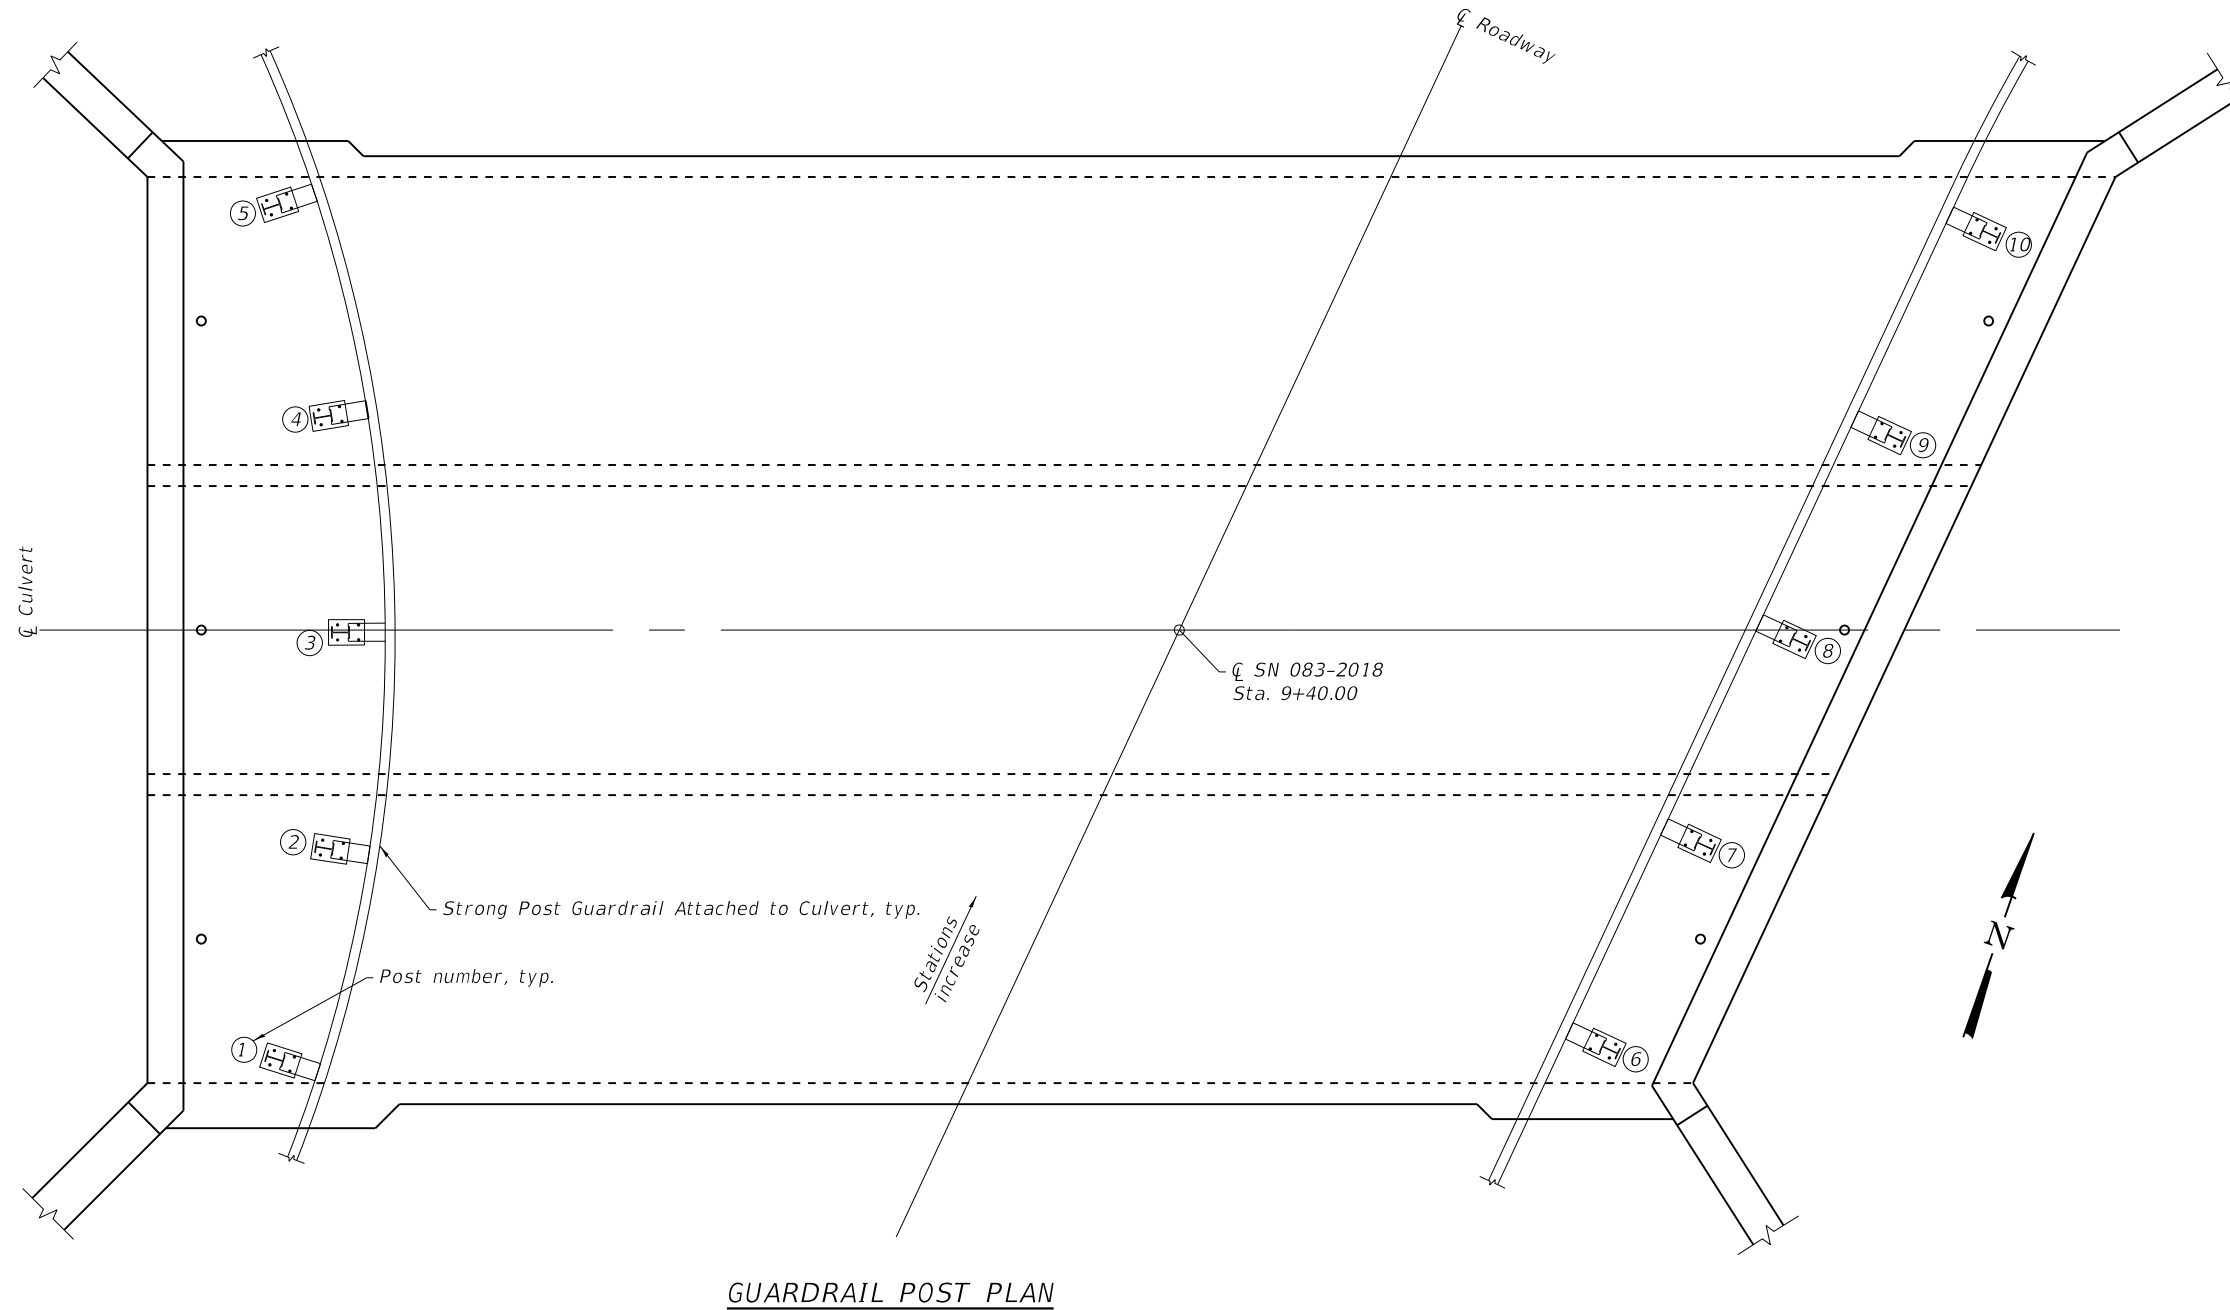 ℄ Roadway
5
10
4
9
℄ Culvert
3
8
℄ SN 083-2018
Sta. 9+40.00
2
7
Strong Post Guardrail Attached to Culvert, typ.
Stations
increase
N
Post number, typ.
1
6
GUARDRAIL POST PLAN